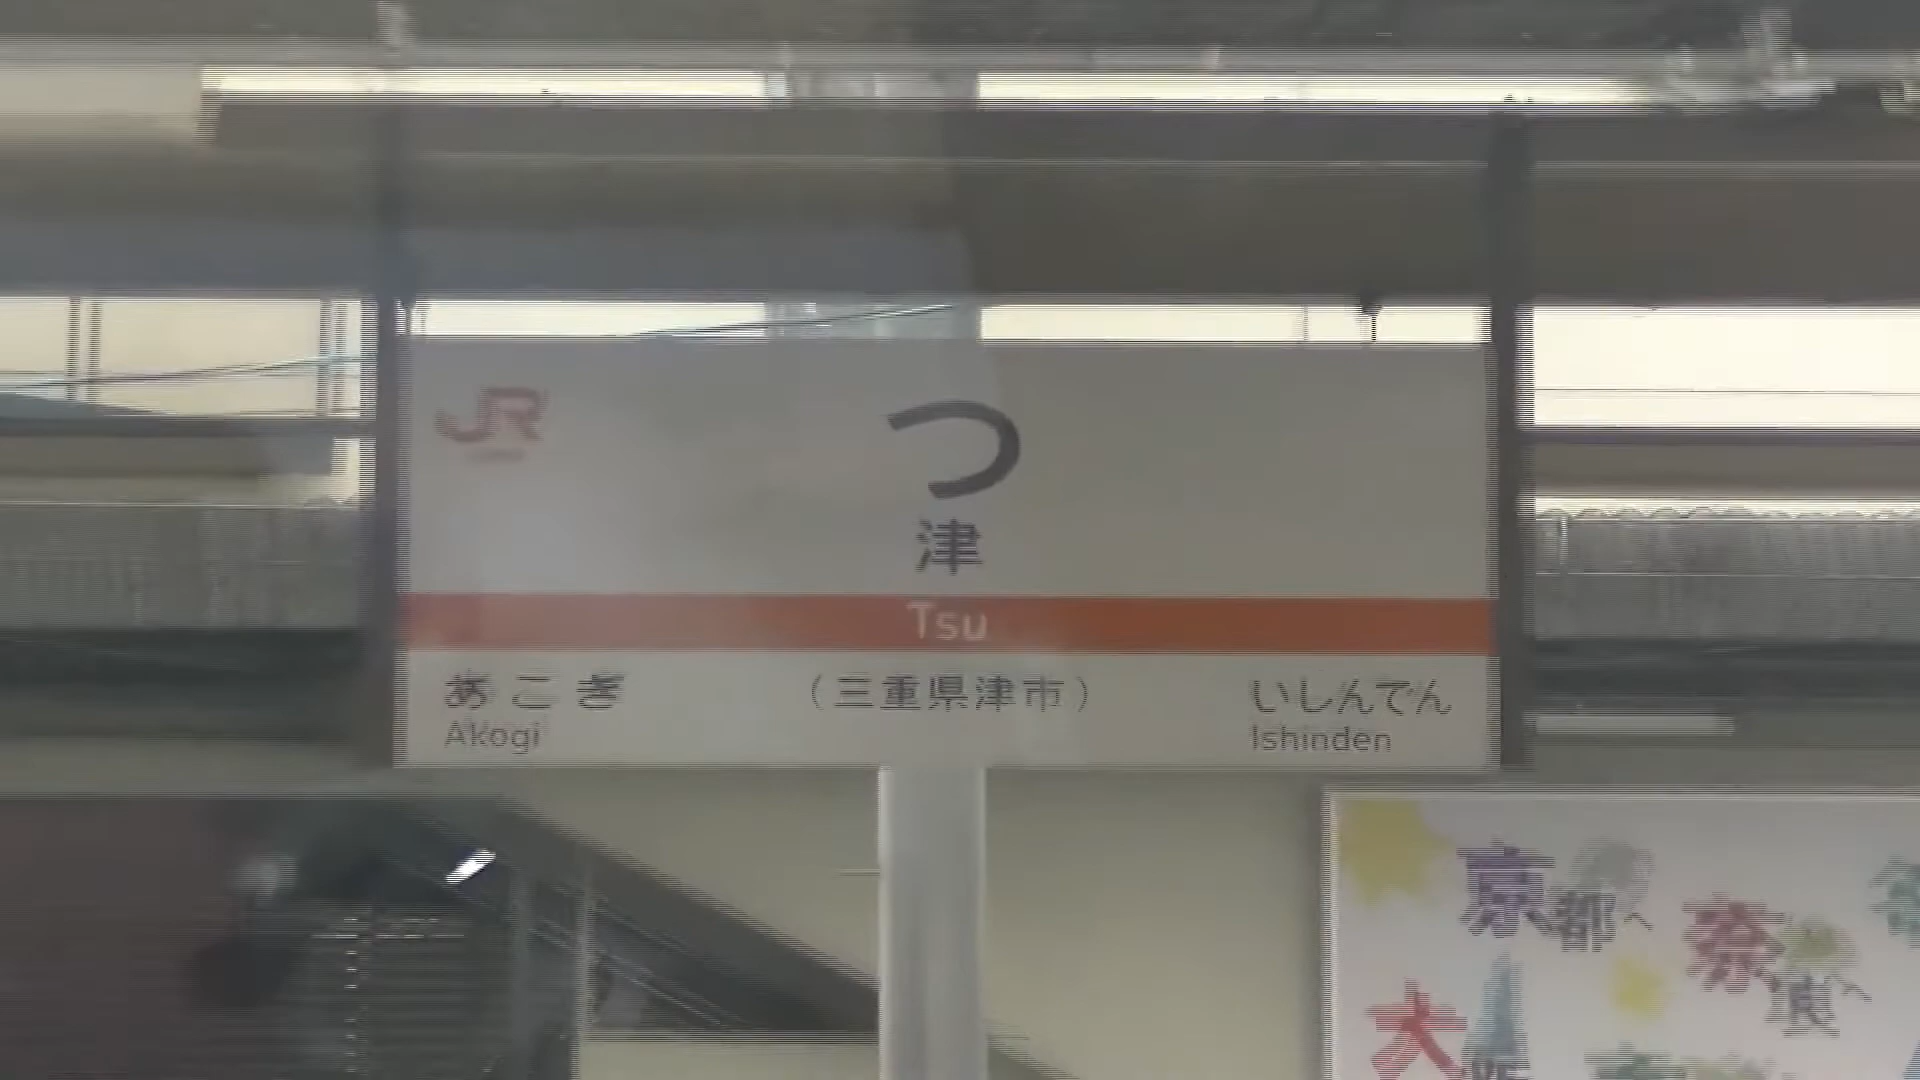 JR
つ
津
Tsu
あこぎ
Akogi
（三重県津市）
いしんでん
Ishinden
京都へ
奈良へ
大阪